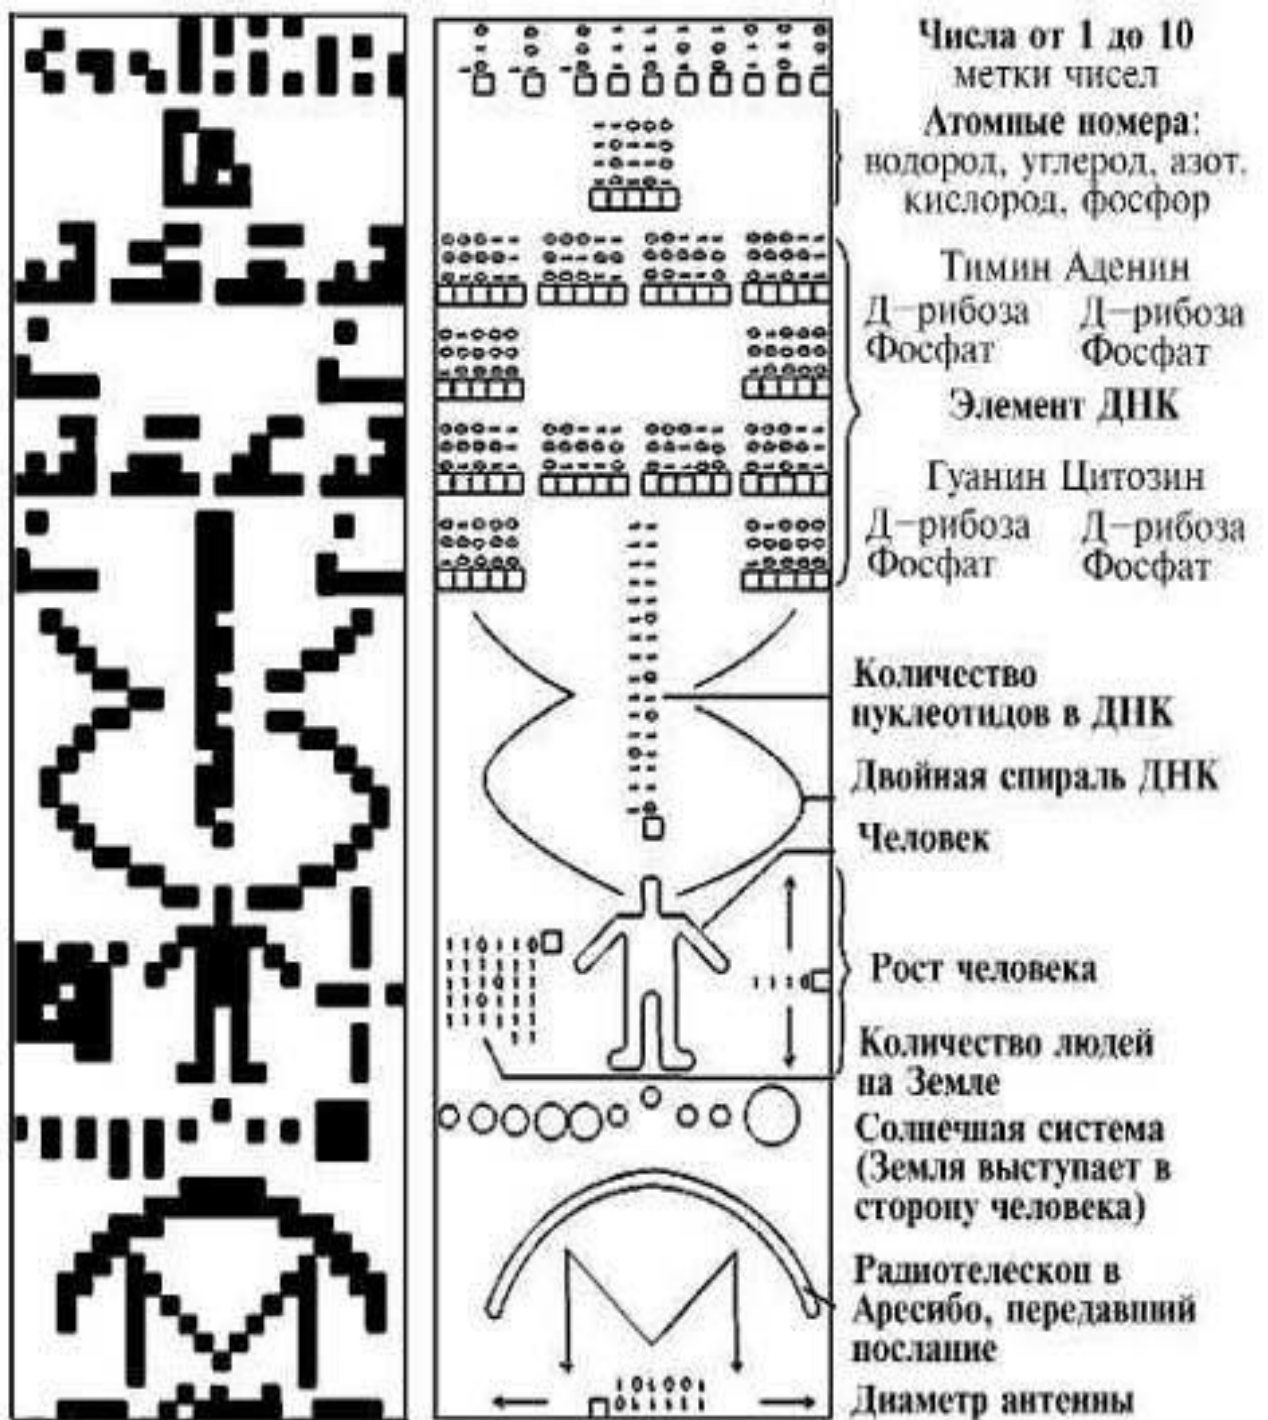 Числа от 1 до 10
метки чисел
Атомные номера:
водород, углерод, азот,
кислород, фосфор
Тимин Аденин
Д-рибоза Д-рибоза
Фосфат Фосфат
Элемент ДНК
Гуанин Цитозин
Д-рибоза Д-рибоза
Фосфат Фосфат
Количество
нуклеотидов в ДНК
Двойная спираль ДНК
Человек
Рост человека
Количество людей
на Земле
Солнечная система
(Земля выступает в
сторону человека)
Радиотелескоп в
Аресибо, передавший
послание
Диаметр антенны